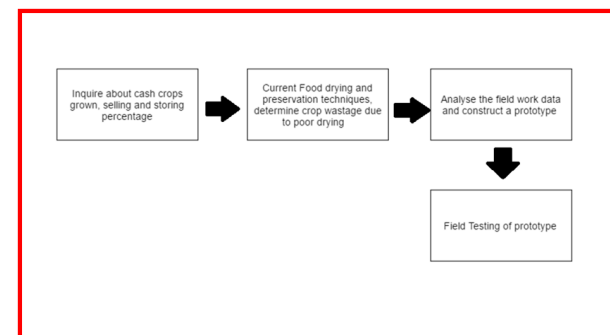 Inquire about cash crops
grown, selling and storing
percentage
Current Food drying and
preservation techniques,
determine crop wastage due
to poor drying
Analyse the field work data
and construct a prototype
Field Testing of prototype